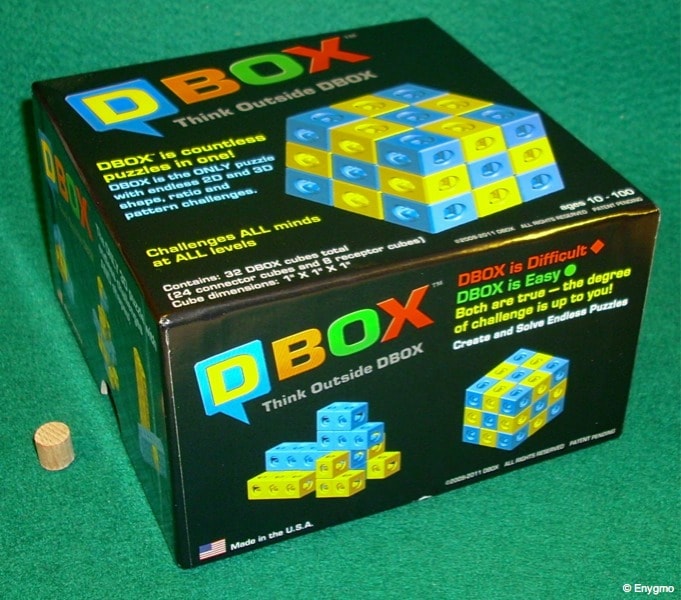 DBOX™
Think Outside DBOX
DBOX™ is countless
puzzles in one!
DBOX is the ONLY puzzle
with endless 2D and 3D
shape, ratio and
pattern challenges.
Challenges ALL minds
at ALL levels
Contains: 32 DBOX cubes total
(24 connector cubes and 8 receptor cubes)
Cube dimensions: 1" X 1" X 1"
ages 10 - 100
©2009-2011 DBOX ALL RIGHTS RESERVED PATENT PENDING
DBOX
DBOX™
Think Outside DBOX
DBOX is Difficult
DBOX is Easy
Both are true — the degree
of challenge is up to you!
Create and Solve Endless Puzzles
©2009-2011 DBOX ALL RIGHTS RESERVED PATENT PENDING
Made in the U.S.A.
© Enygmo